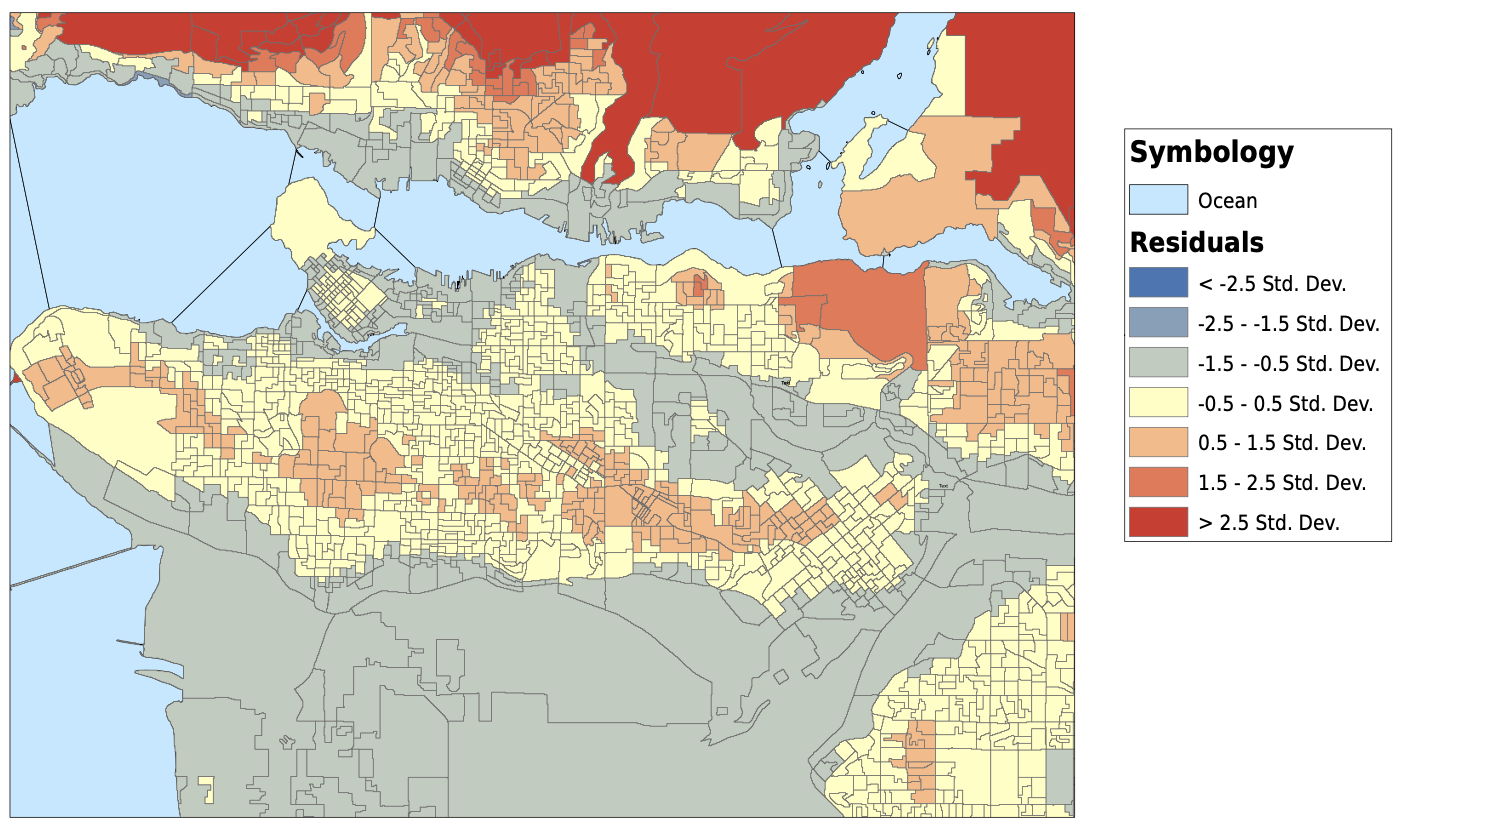 Symbology
Ocean
Residuals
< -2.5 Std. Dev.
-2.5 - -1.5 Std. Dev.
-1.5 - -0.5 Std. Dev.
-0.5 - 0.5 Std. Dev.
0.5 - 1.5 Std. Dev.
1.5 - 2.5 Std. Dev.
> 2.5 Std. Dev.
Text
Text